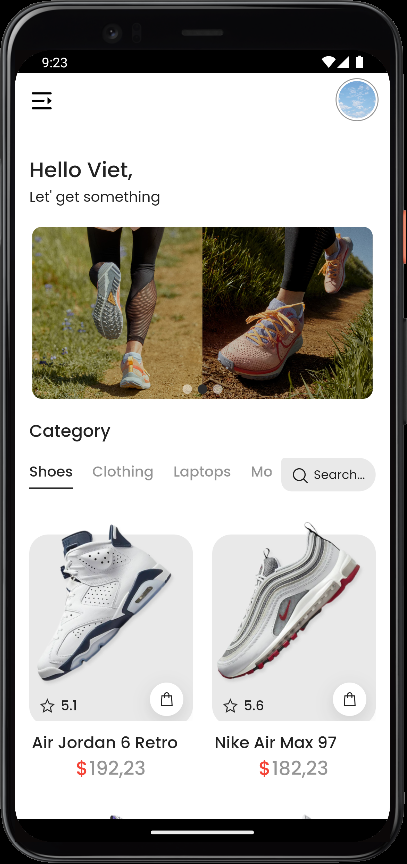 9:23
Hello Viet,
Let' get something
Category
Shoes Clothing Laptops Mo Search...
5.1 5.6
Air Jordan 6 Retro Nike Air Max 97
$192,23 $182,23